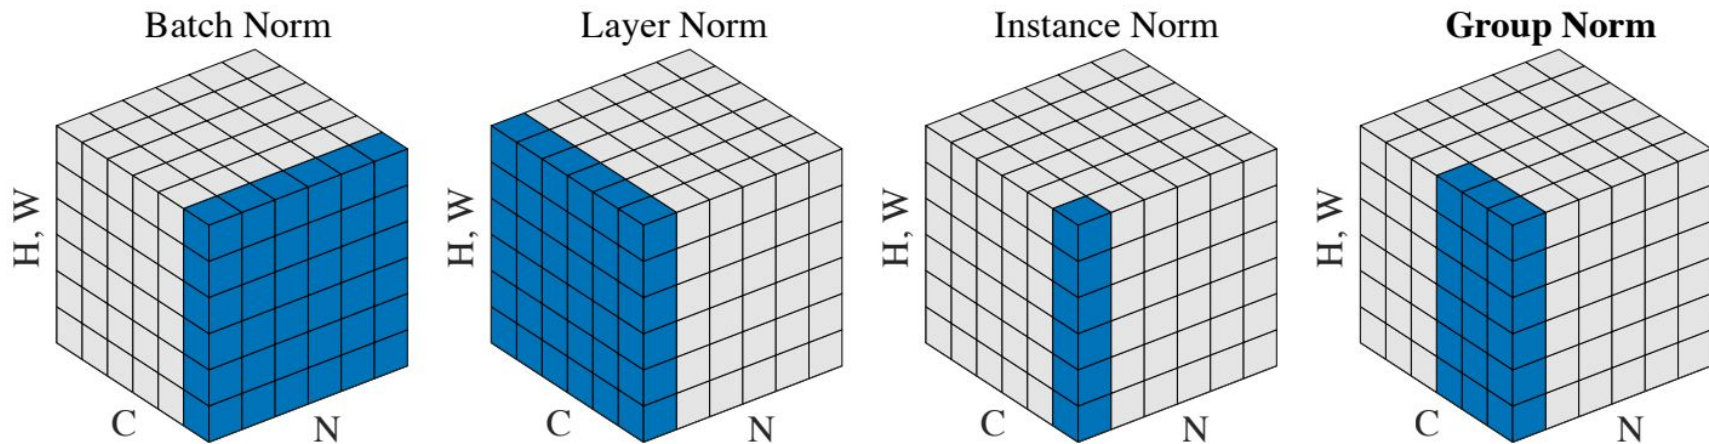 Batch Norm
Layer Norm
Instance Norm
Group Norm
H, W
C
N
H, W
C
N
H, W
C
N
H, W
C
N